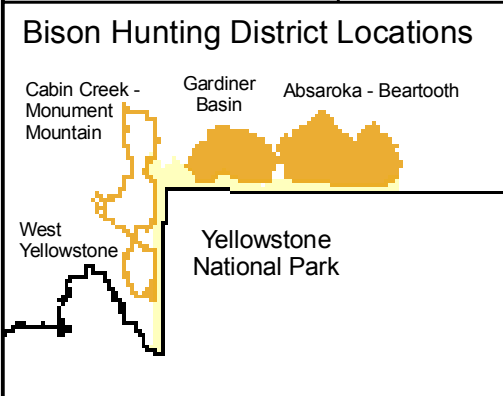 Bison Hunting District Locations
Cabin Creek -
Monument
Mountain
Gardiner
Basin
Absaroka - Beartooth
West
Yellowstone
Yellowstone
National Park